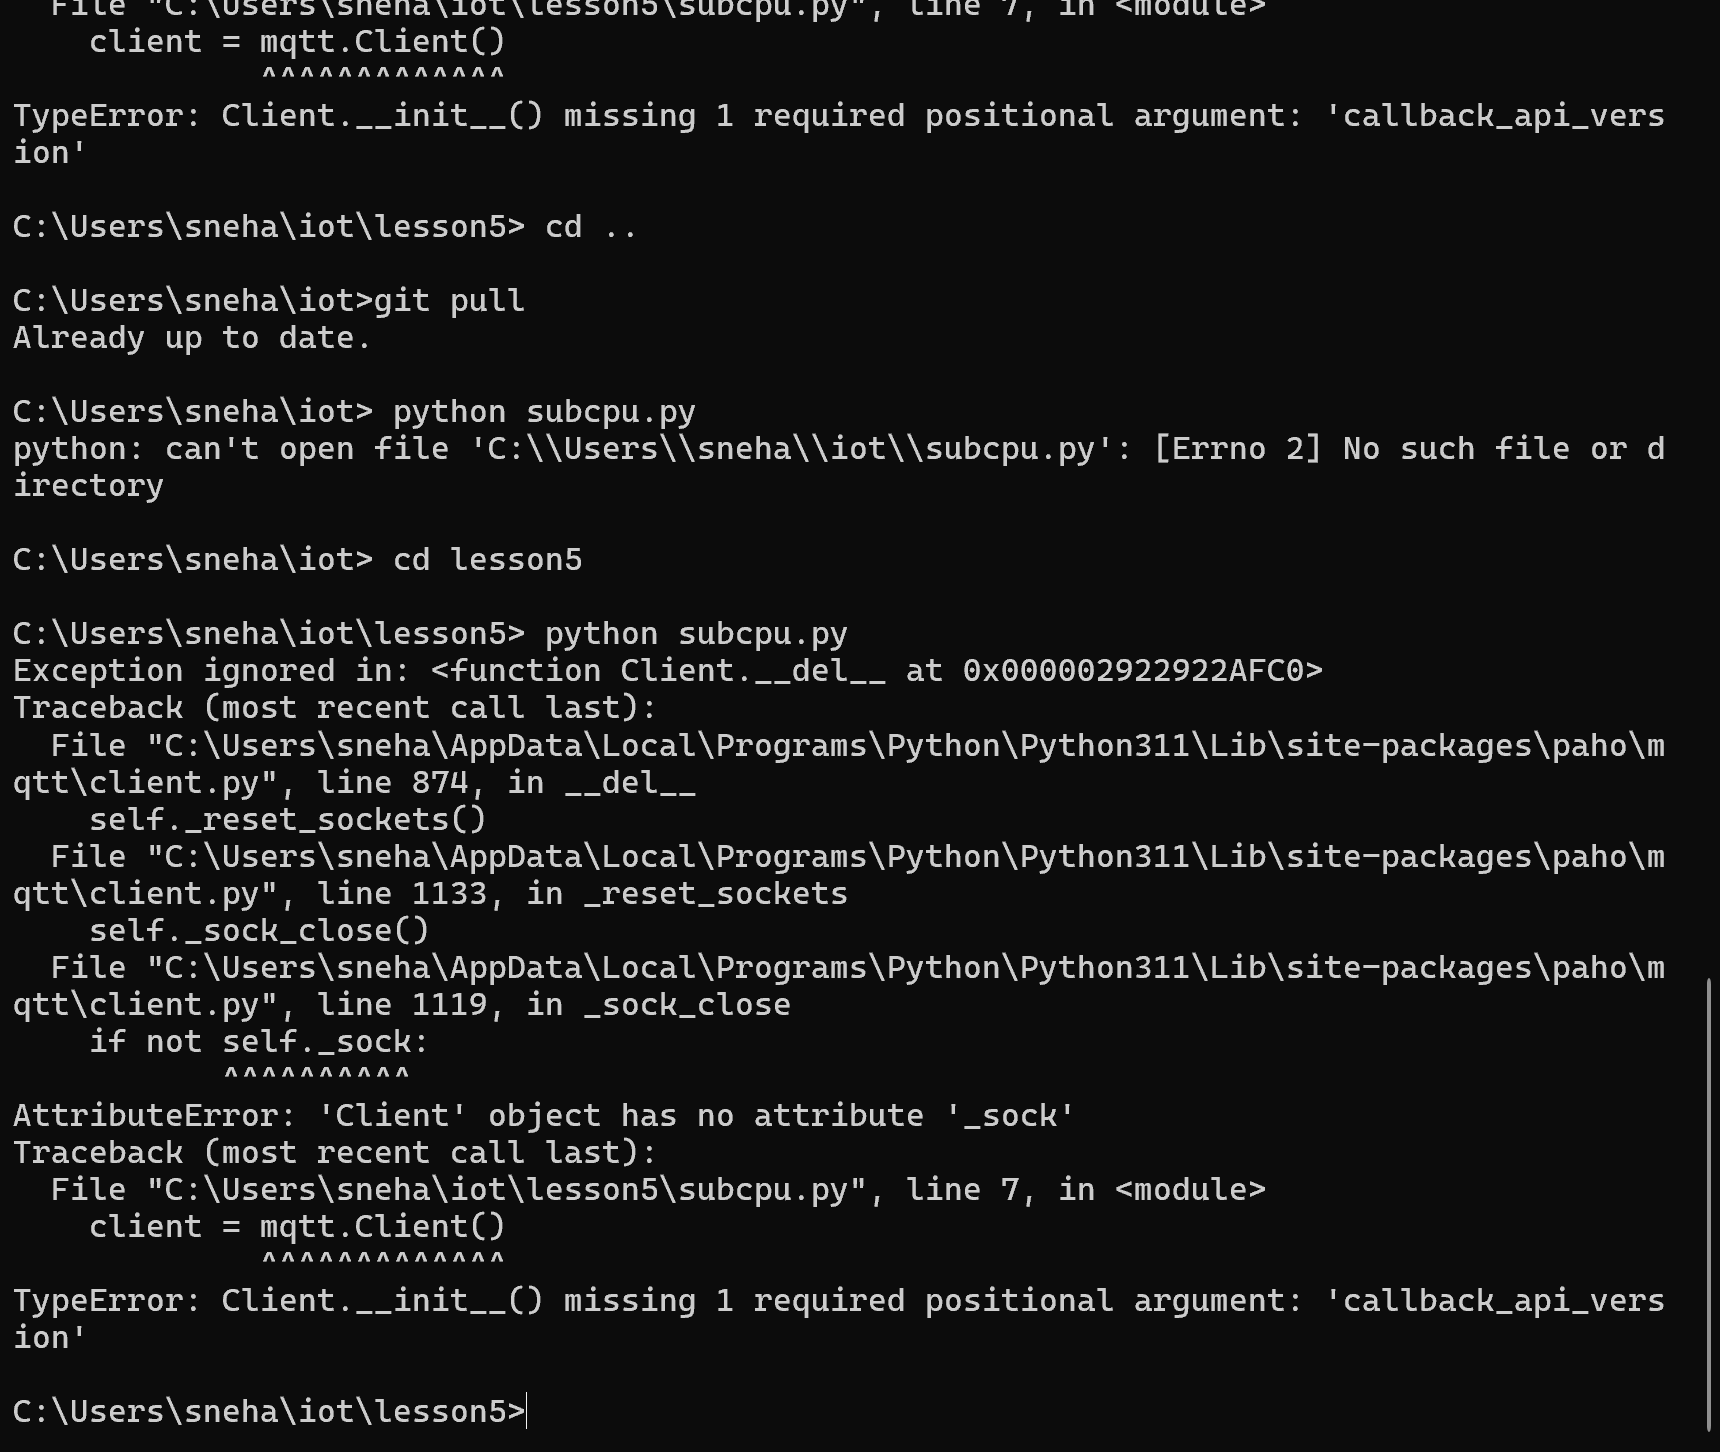 File "C:\Users\sneha\iot\lesson5\subcpu.py", line 7, in <module>
    client = mqtt.Client()
             ^^^^^^^^^^^^^
TypeError: Client.__init__() missing 1 required positional argument: 'callback_api_vers
ion'
C:\Users\sneha\iot\lesson5> cd ..
C:\Users\sneha\iot>git pull
Already up to date.
C:\Users\sneha\iot> python subcpu.py
python: can't open file 'C:\\Users\\sneha\\iot\\subcpu.py': [Errno 2] No such file or d
irectory
C:\Users\sneha\iot> cd lesson5
C:\Users\sneha\iot\lesson5> python subcpu.py
Exception ignored in: <function Client.__del__ at 0x000002922922AFC0>
Traceback (most recent call last):
  File "C:\Users\sneha\AppData\Local\Programs\Python\Python311\Lib\site-packages\paho\m
qtt\client.py", line 874, in __del__
    self._reset_sockets()
  File "C:\Users\sneha\AppData\Local\Programs\Python\Python311\Lib\site-packages\paho\m
qtt\client.py", line 1133, in _reset_sockets
    self._sock_close()
  File "C:\Users\sneha\AppData\Local\Programs\Python\Python311\Lib\site-packages\paho\m
qtt\client.py", line 1119, in _sock_close
    if not self._sock:
           ^^^^^^^^^^
AttributeError: 'Client' object has no attribute '_sock'
Traceback (most recent call last):
  File "C:\Users\sneha\iot\lesson5\subcpu.py", line 7, in <module>
    client = mqtt.Client()
             ^^^^^^^^^^^^^
TypeError: Client.__init__() missing 1 required positional argument: 'callback_api_vers
ion'
C:\Users\sneha\iot\lesson5>